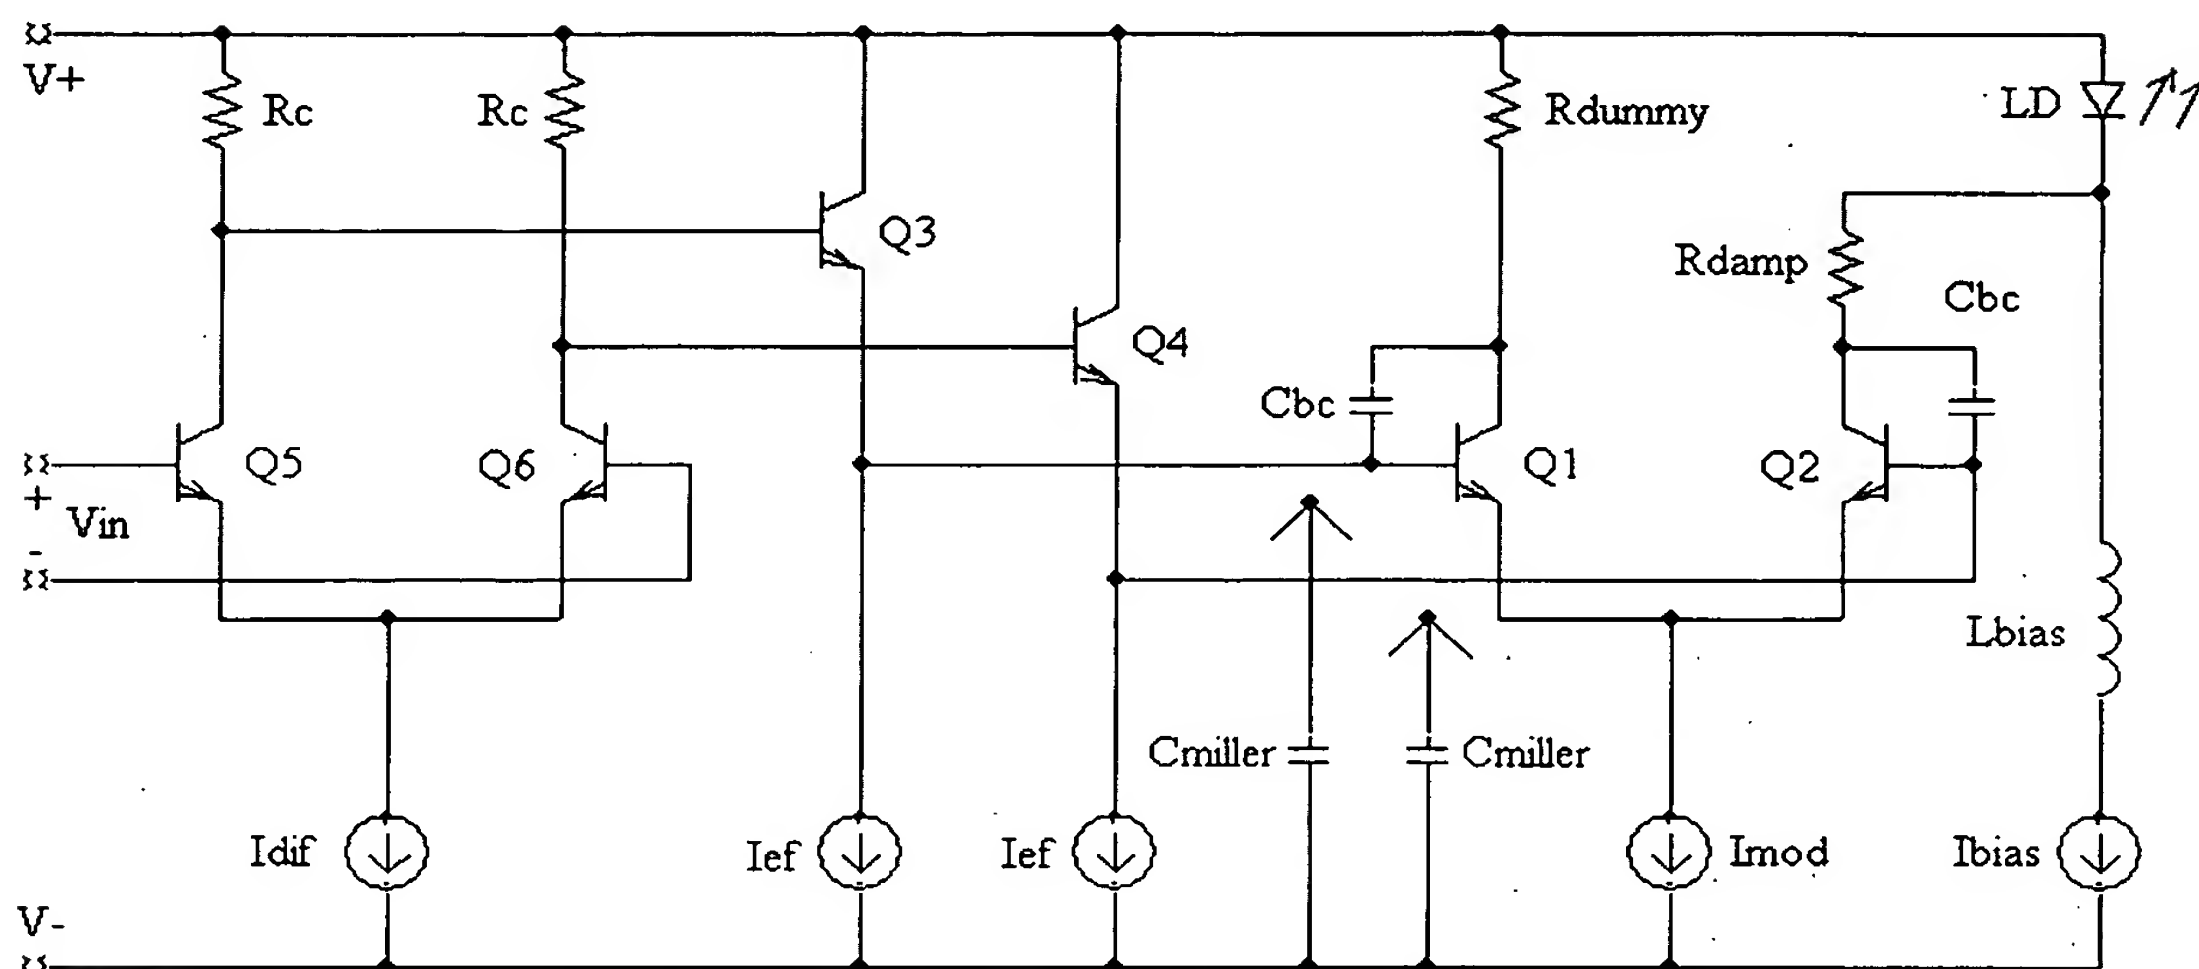 V+
Rc
Rc
Rdummy
LD
Q3
Rdamp
Cbc
Q4
Cbc
Q5
Q6
Q1
Q2
+
Vin
-
Lbias
Cmiller
Cmiller
Idif
Ief
Ief
Imod
Ibias
V-